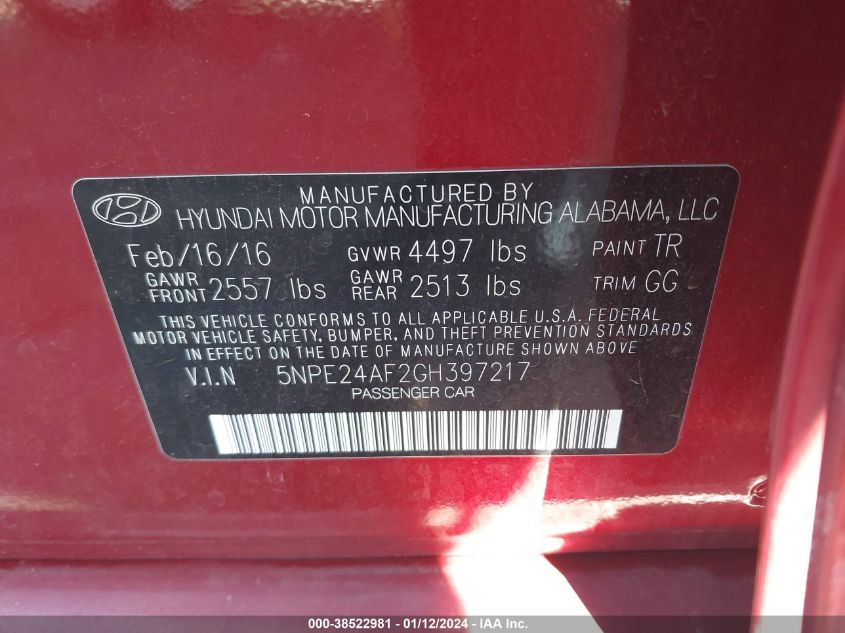 MANUFACTURED BY
HYUNDAI MOTOR MANUFACTURING ALABAMA, LLC
Feb/16/16 GVWR 4497 lbs PAINT TR
GAWR FRONT 2557 lbs GAWR REAR 2513 lbs TRIM GG
THIS VEHICLE CONFORMS TO ALL APPLICABLE U.S.A. FEDERAL
MOTOR VEHICLE SAFETY, BUMPER, AND THEFT PREVENTION STANDARDS
IN EFFECT ON THE DATE OF MANUFACTURE SHOWN ABOVE.
V.I.N 5NPE24AF2GH397217
PASSENGER CAR
000-38522981 - 01/12/2024 - IAA Inc.